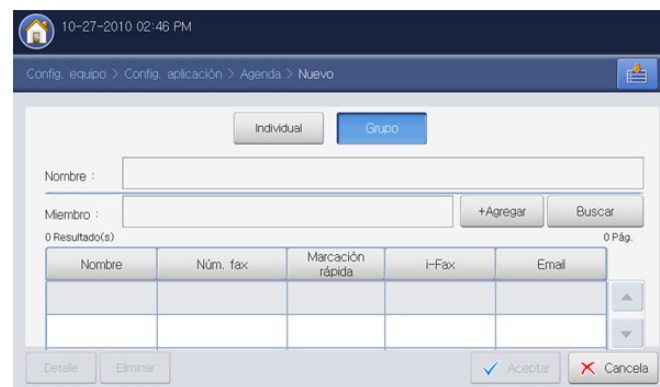 10-27-2010 02:46 PM
Config. equipo > Config. aplicación > Agenda > Nuevo
Individual
Grupo
Nombre :
Miembro :
+Agregar
Buscar
0 Resultado(s)
0 Pág.
Nombre
Núm. fax
Marcación
rápida
i-Fax
Email
Detalle
Eliminar
Aceptar
Cancela